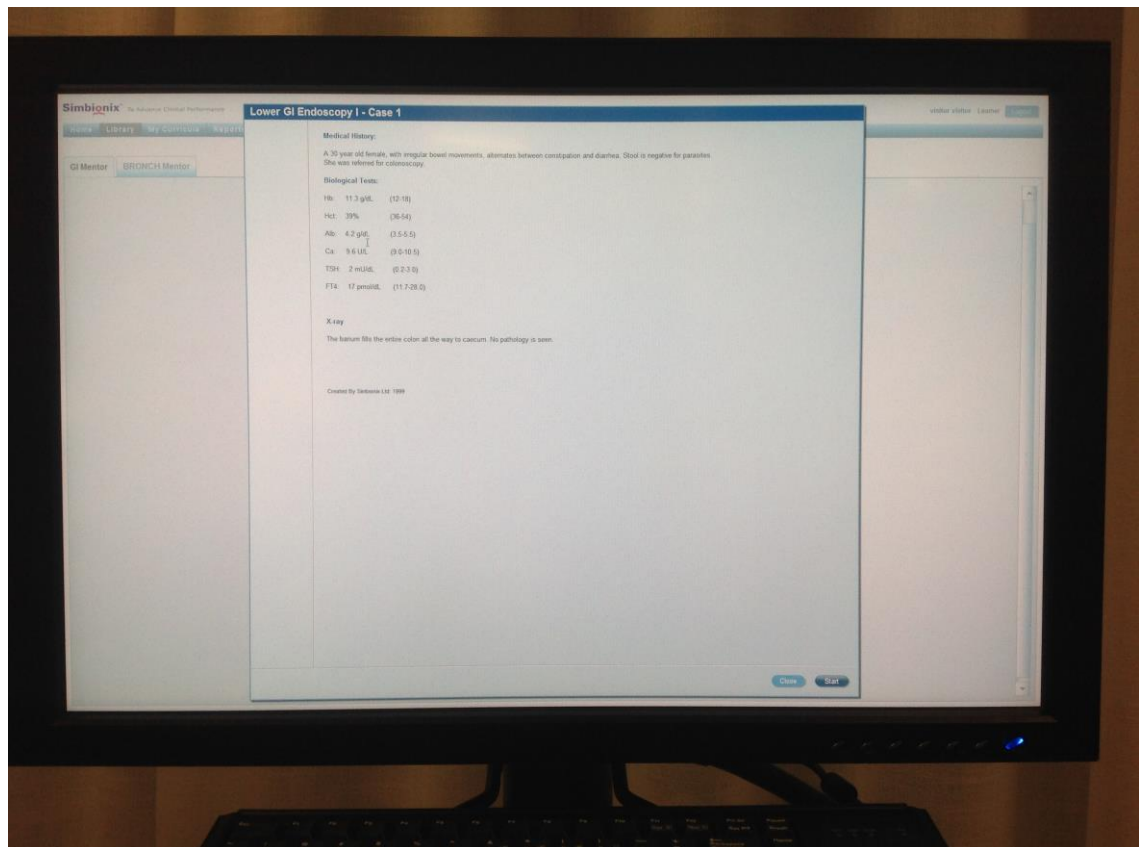 Simbionix
Lower GI Endoscopy I - Case 1
Home Library My Curricula Reports
GI Mentor BRONCH Mentor
Medical History:
A 30 year old female, with irregular bowel movements, alternates between constipation and diarrhea. Stool is negative for parasites.
She was referred for colonoscopy.
Biological Tests:
Hb: 11.3 g/dL (12-18)
Hct: 39% (36-54)
Alb: 4.2 g/dL (3.5-5.5)
Ca: 9.6 U/L (9.0-10.5)
TSH: 2 mU/dL (0.2-3.0)
FT4: 17 pmol/dL (11.7-28.0)
X-ray
The barium fills the entire colon all the way to caecum. No pathology is seen.
Created By Simbionix Ltd. 1999
Close Start